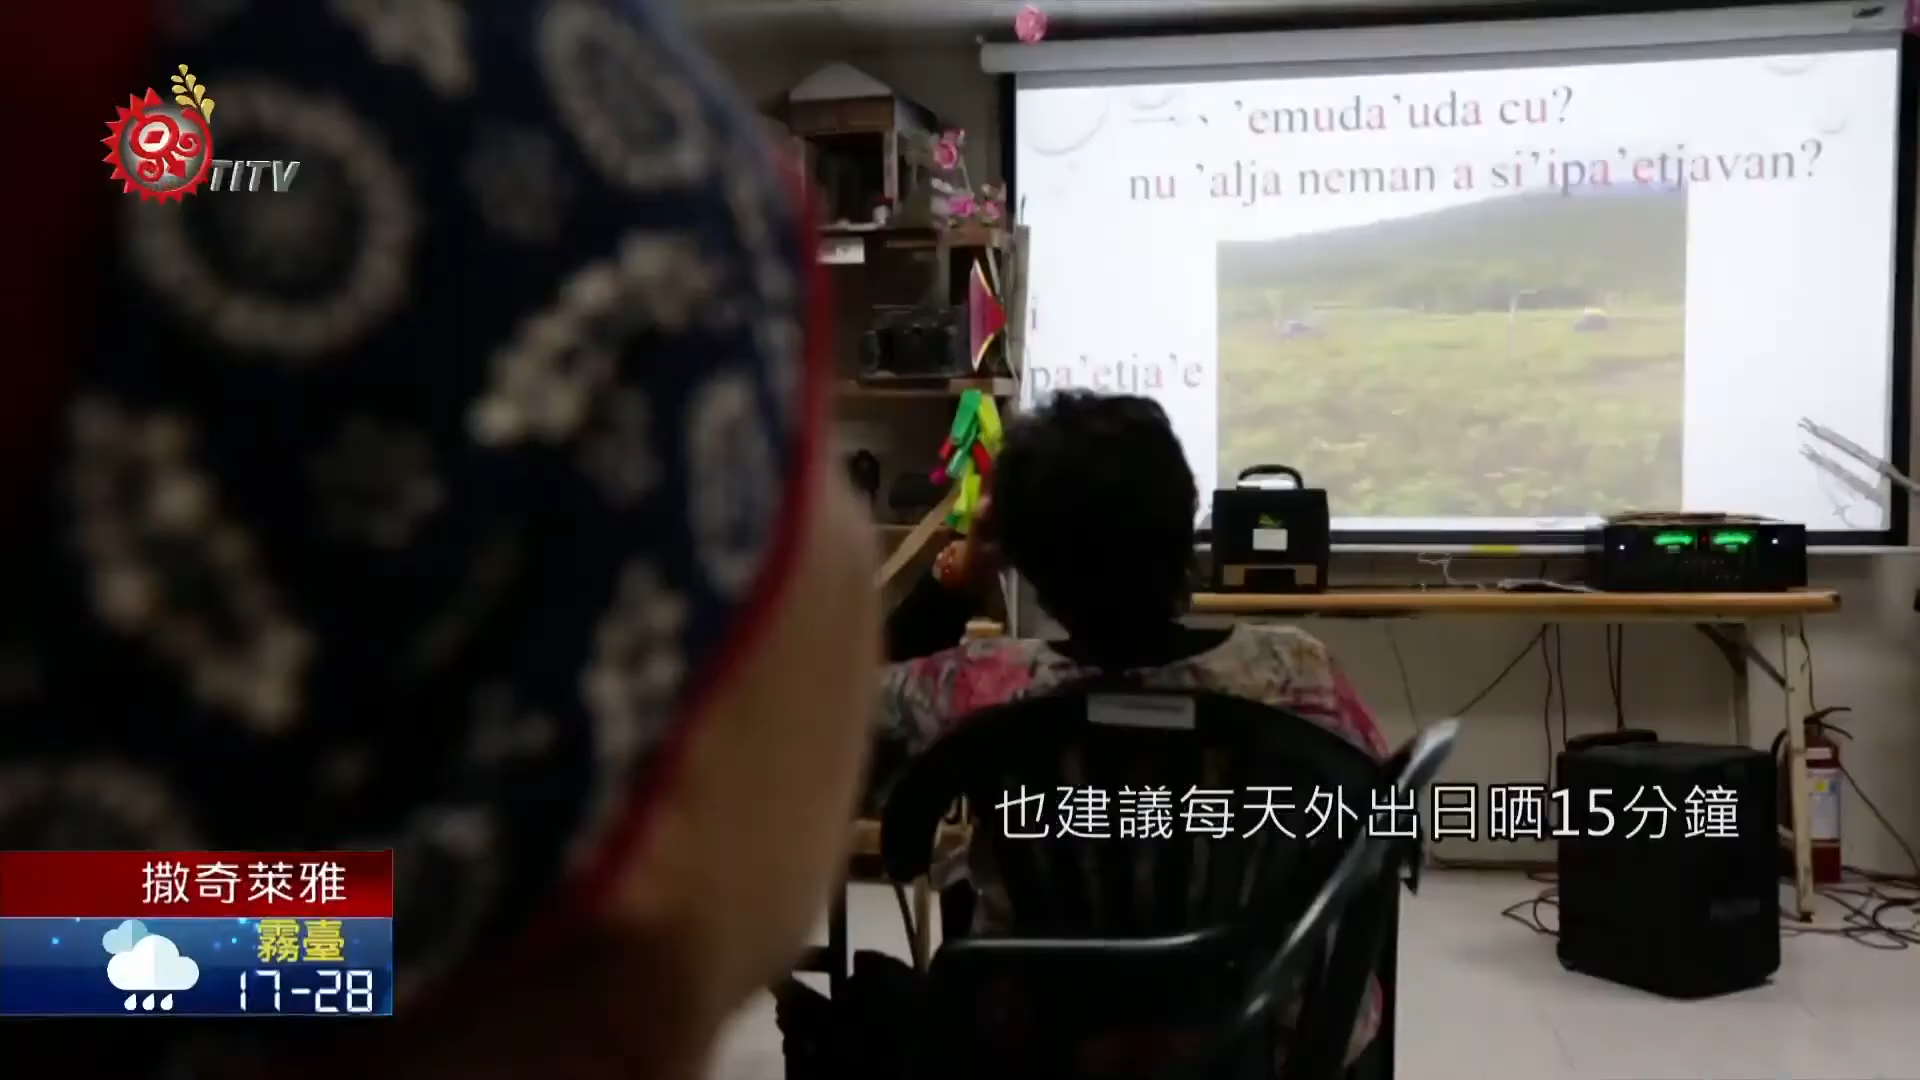 TITV
二、’emuda’uda cu?
nu ’alja neman a si’ipa’etjavan?
i
pa’etja’e
也建議每天外出日晒15分鐘
撒奇萊雅
霧臺
17-28